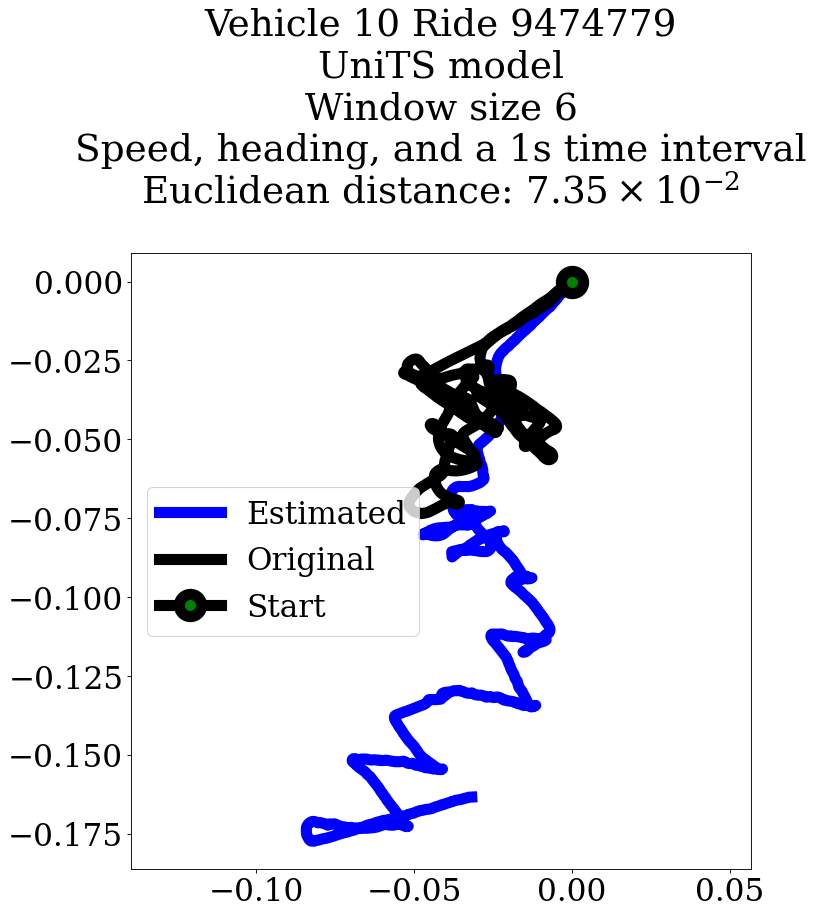 Vehicle 10 Ride 9474779
UniTS model
Window size 6
Speed, heading, and a 1s time interval
Euclidean distance: 7.35 × 10⁻²
0.000
−0.025
−0.050
−0.075
−0.100
−0.125
−0.150
−0.175
Estimated
Original
Start
−0.10
−0.05
0.00
0.05